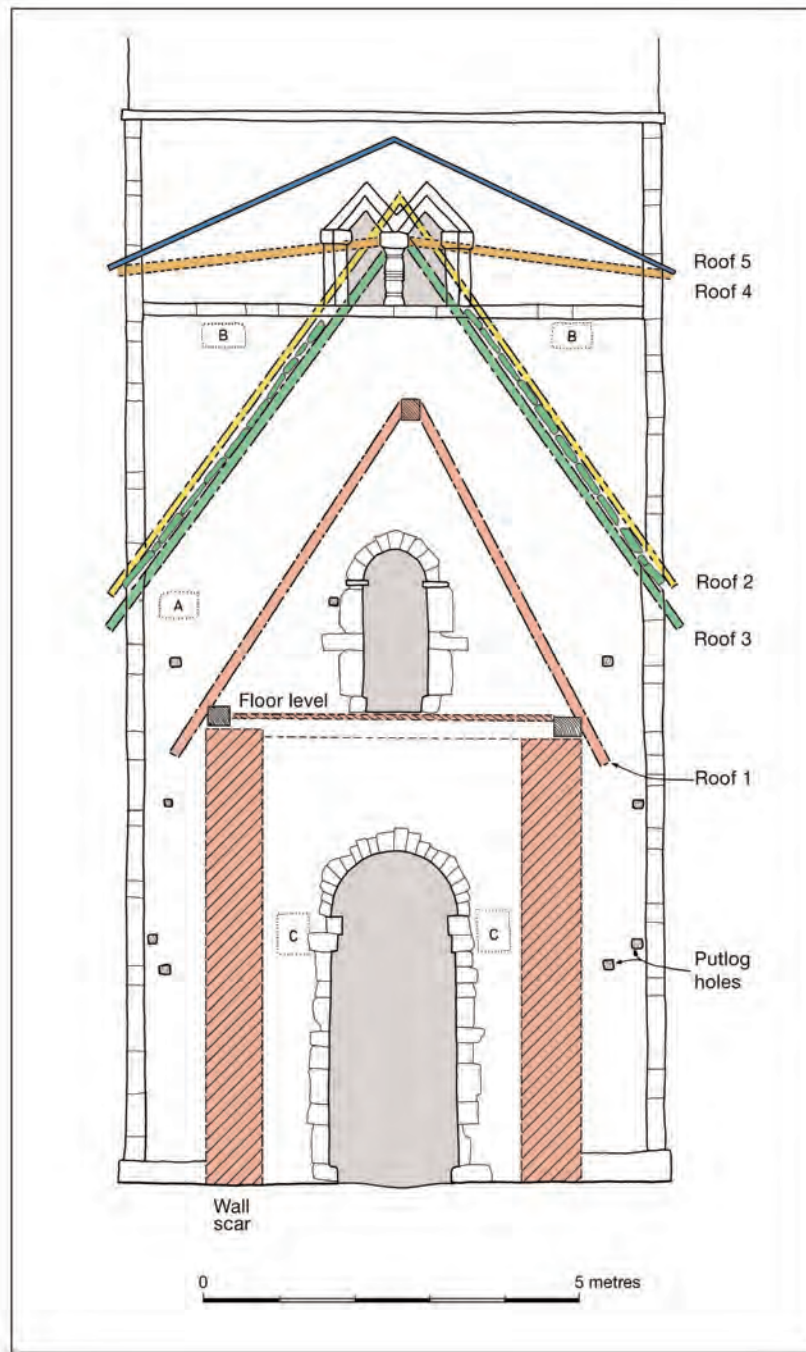 Roof 5
Roof 4
B
B
Roof 2
A
Roof 3
Floor level
Roof 1
C
C
Putlog
holes
Wall
scar
0
5 metres